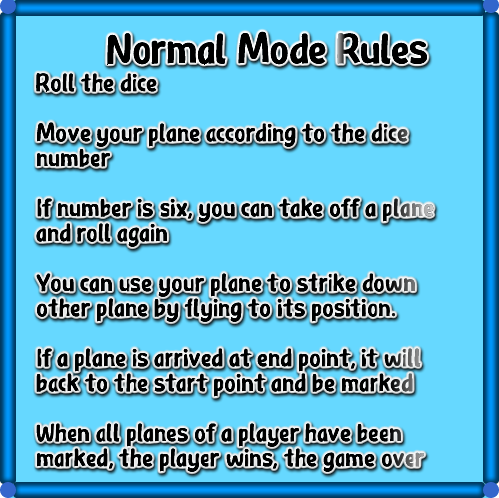 Normal Mode Rules
Roll the dice
Move your plane according to the dice
number
If number is six, you can take off a plane
and roll again
You can use your plane to strike down
other plane by flying to its position.
If a plane is arrived at end point, it will
back to the start point and be marked
When all planes of a player have been
marked, the player wins, the game over